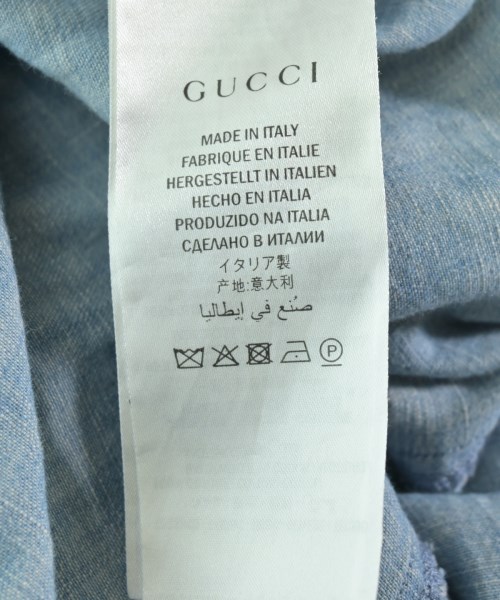 GUCCI
MADE IN ITALY
FABRIQUE EN ITALIE
HERGESTELLT IN ITALIEN
HECHO EN ITALIA
PRODUZIDO NA ITALIA
СДЕЛАНО В ИТАЛИИ
イタリア製
产地:意大利
صُنع في إيطاليا
P